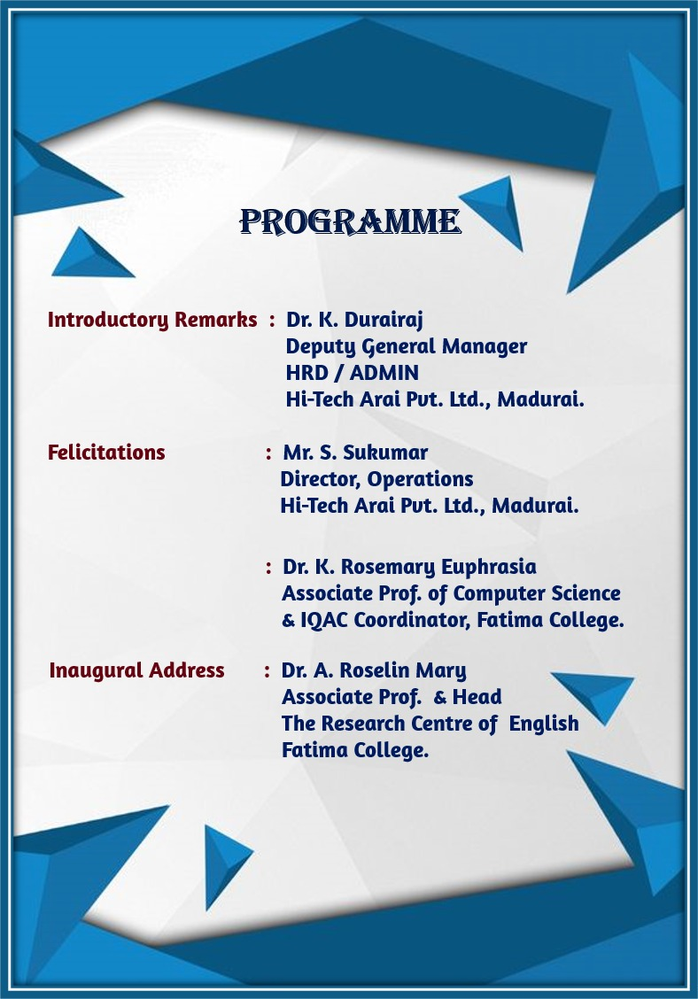 PROGRAMME
Introductory Remarks : Dr. K. Durairaj
Deputy General Manager
HRD / ADMIN
Hi-Tech Arai Pvt. Ltd., Madurai.
Felicitations : Mr. S. Sukumar
Director, Operations
Hi-Tech Arai Pvt. Ltd., Madurai.
: Dr. K. Rosemary Euphrasia
Associate Prof. of Computer Science
& IQAC Coordinator, Fatima College.
Inaugural Address : Dr. A. Roselin Mary
Associate Prof. & Head
The Research Centre of English
Fatima College.